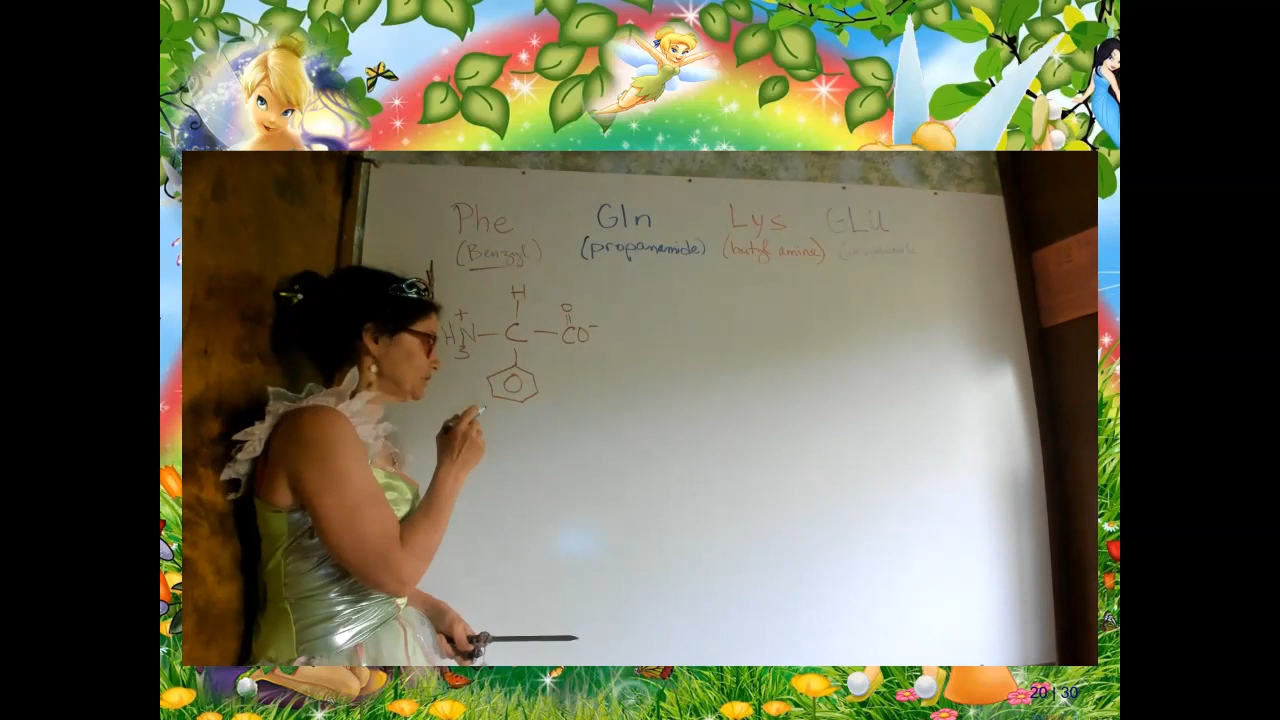 Phe Gln Lys GLU
(Benzyl) (propanamide) (butyl amine)
H
O
H3N+ - C - CO-
20 | 30